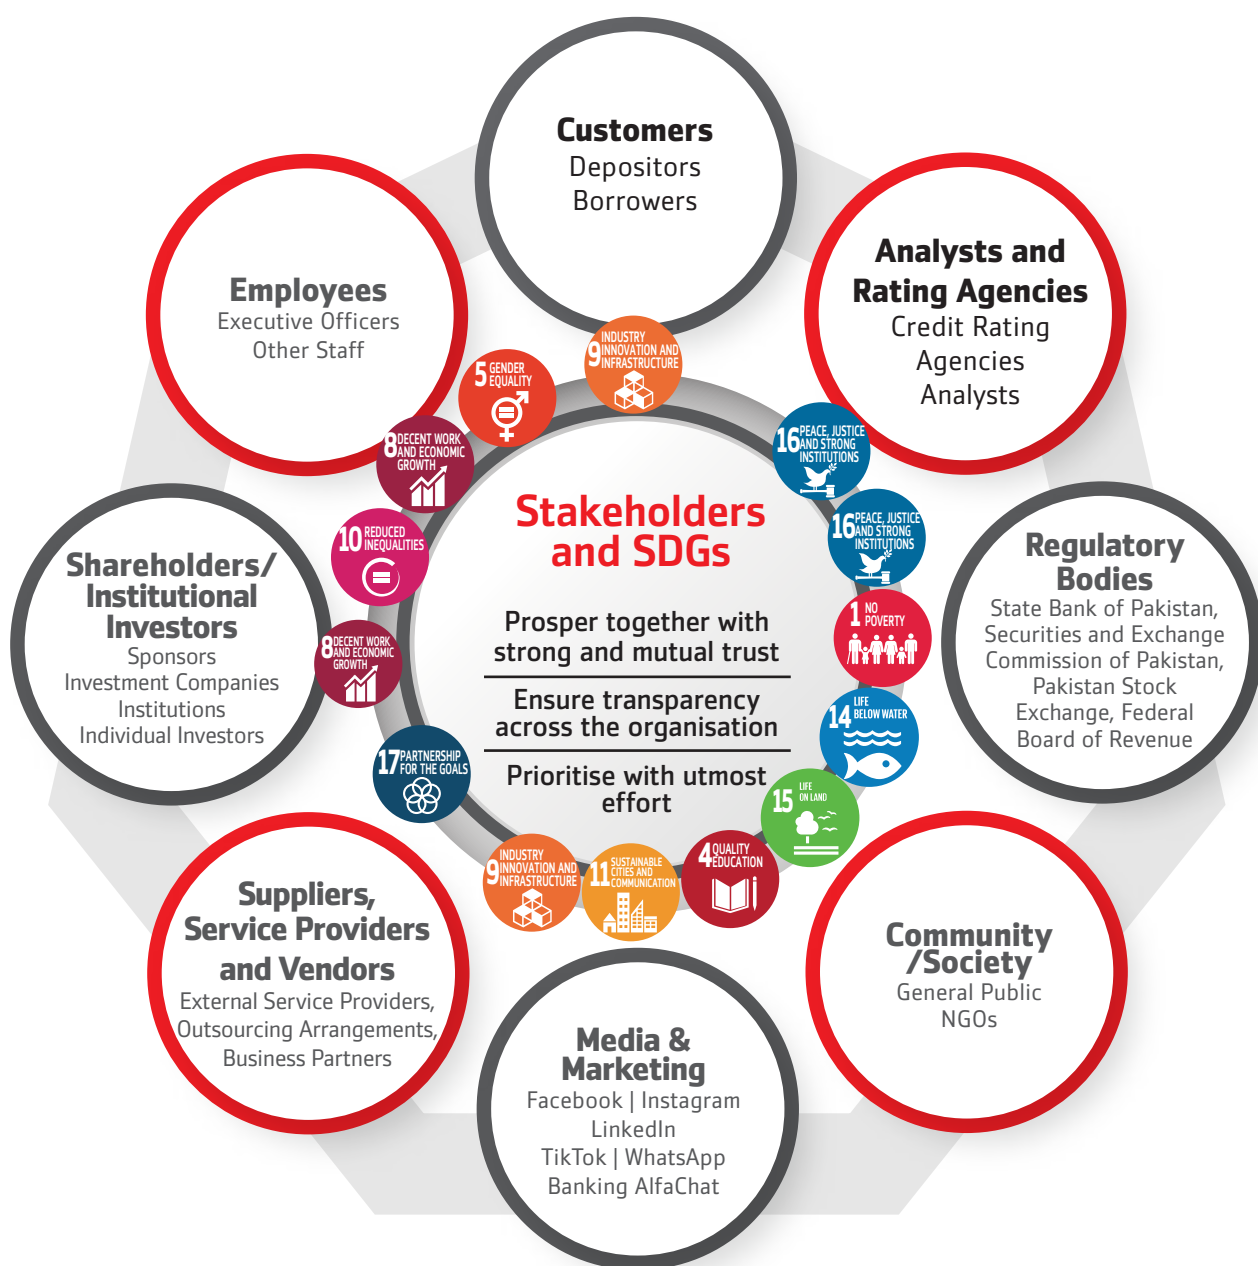 Customers
Depositors
Borrowers
Analysts and
Rating Agencies
Credit Rating
Agencies
Analysts
Regulatory
Bodies
State Bank of Pakistan,
Securities and Exchange
Commission of Pakistan,
Pakistan Stock
Exchange, Federal
Board of Revenue
Community
/Society
General Public
NGOs
Media &
Marketing
Facebook | Instagram
LinkedIn
TikTok | WhatsApp
Banking AlfaChat
Suppliers,
Service Providers
and Vendors
External Service Providers,
Outsourcing Arrangements,
Business Partners
Shareholders/
Institutional
Investors
Sponsors
Investment Companies
Institutions
Individual Investors
Employees
Executive Officers
Other Staff
9 INDUSTRY
INNOVATION AND
INFRASTRUCTURE
16 PEACE, JUSTICE
AND STRONG
INSTITUTIONS
16 PEACE, JUSTICE
AND STRONG
INSTITUTIONS
1 NO
POVERTY
14 LIFE
BELOW WATER
15 LIFE
ON LAND
4 QUALITY
EDUCATION
11 SUSTAINABLE
CITIES AND
COMMUNICATION
9 INDUSTRY
INNOVATION AND
INFRASTRUCTURE
17 PARTNERSHIP
FOR THE GOALS
8 DECENT WORK
AND ECONOMIC
GROWTH
10 REDUCED
INEQUALITIES
8 DECENT WORK
AND ECONOMIC
GROWTH
5 GENDER
EQUALITY
Stakeholders
and SDGs
Prosper together with
strong and mutual trust
Ensure transparency
across the organisation
Prioritise with utmost
effort